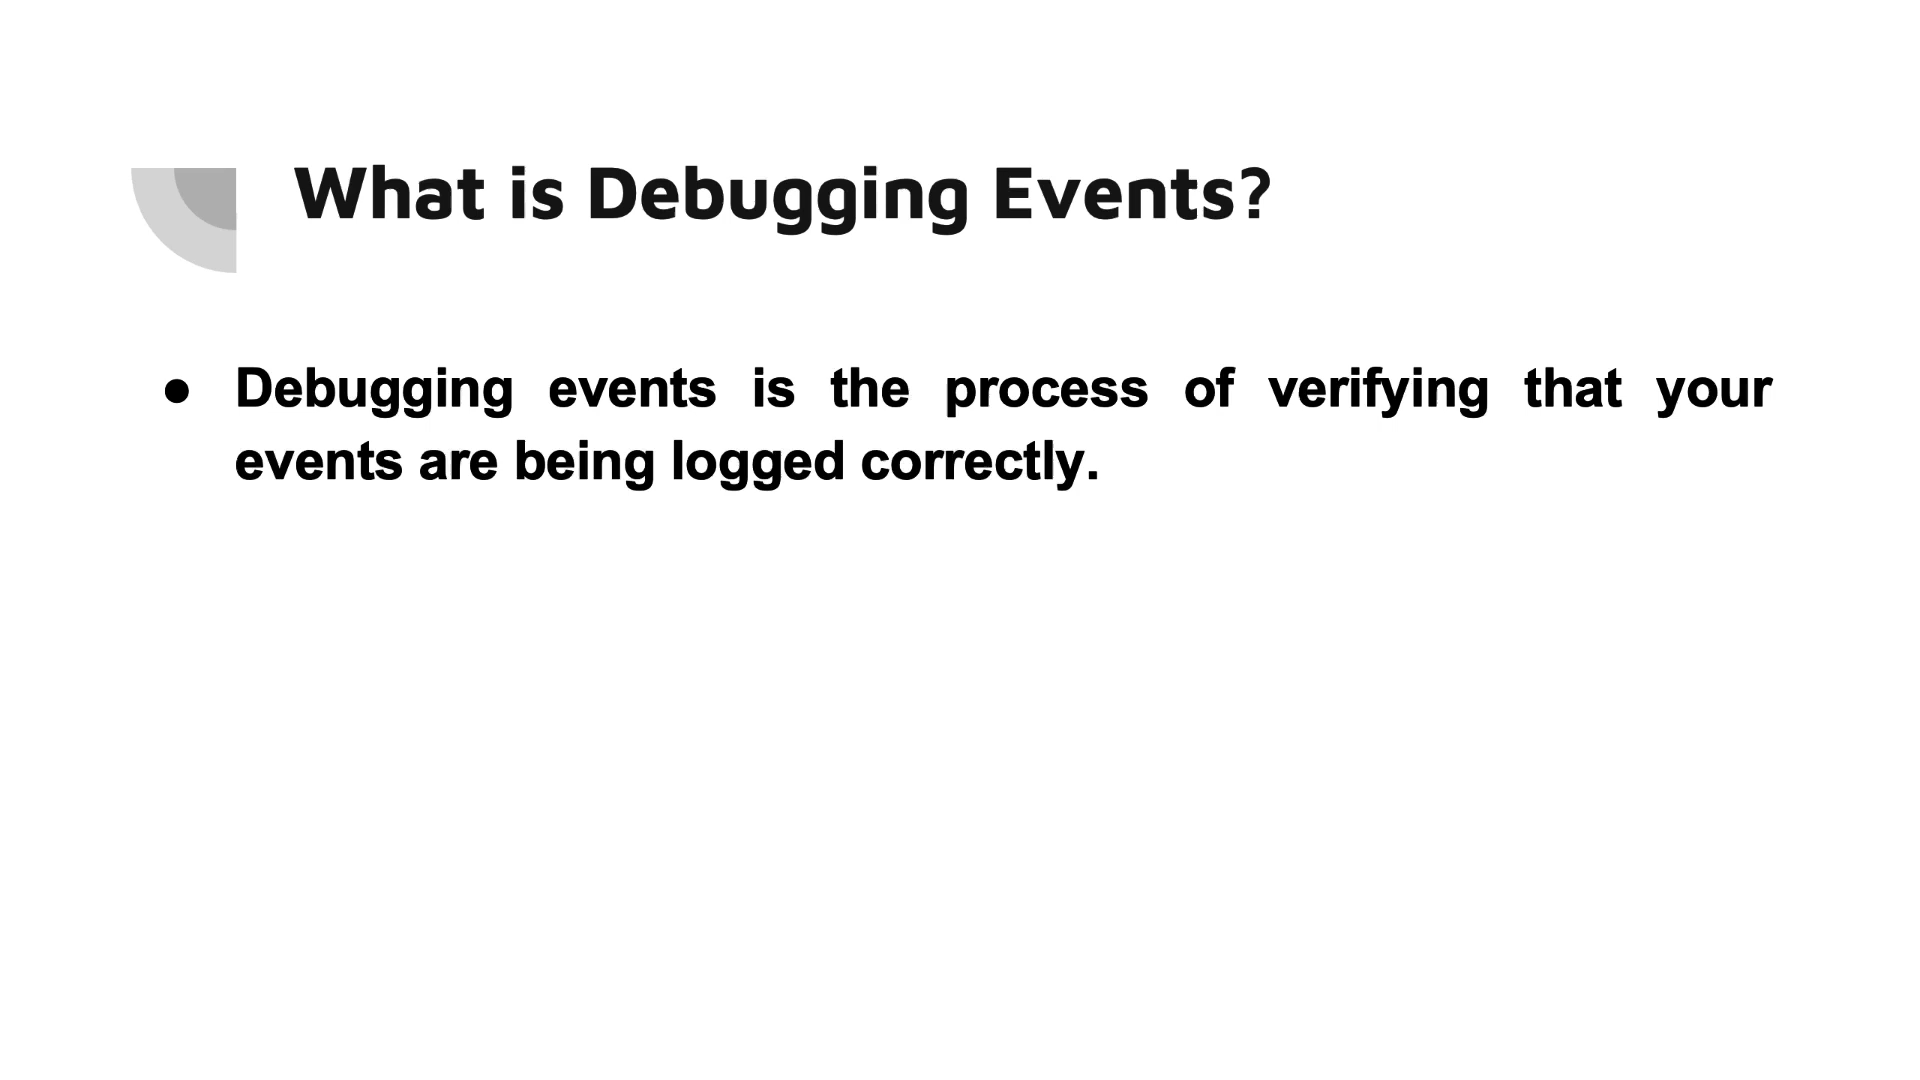 What is Debugging Events?
● Debugging events is the process of verifying that your
events are being logged correctly.